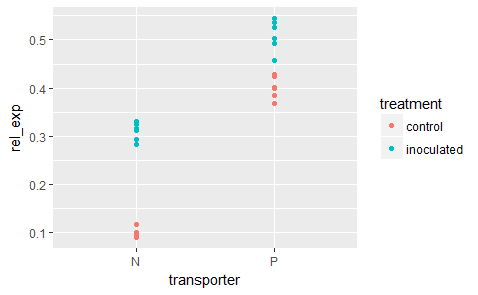 0.5
0.4
0.3
0.2
0.1
rel_exp
N
P
transporter
treatment
control
inoculated